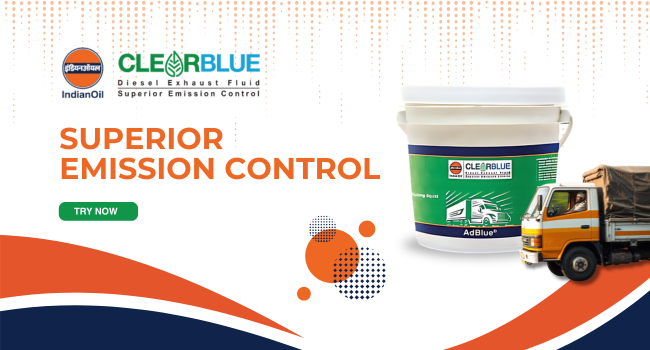 इंडियनऑयल
IndianOil
CLEARBLUE
Diesel Exhaust Fluid
Superior Emission Control
SUPERIOR
EMISSION CONTROL
TRY NOW
IndianOil
CLEARBLUE
Diesel Exhaust Fluid
Superior Emission Control
AdBlue®